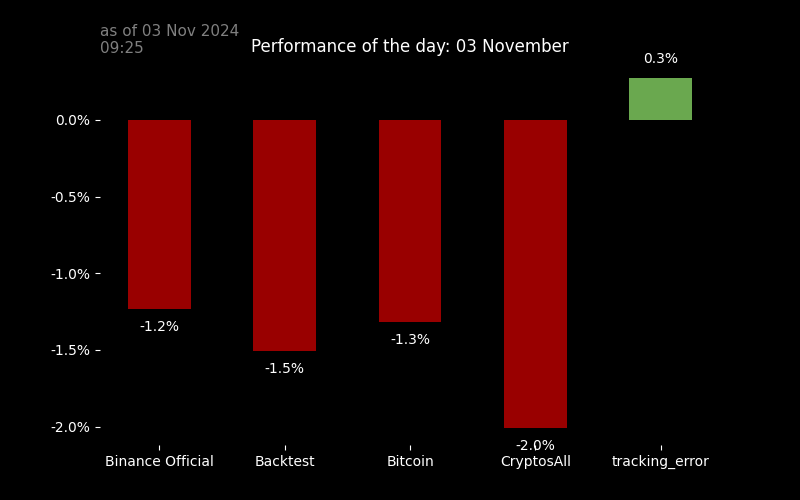 as of 03 Nov 2024
09:25
Performance of the day: 03 November
0.3%
0.0%
-0.5%
-1.0%
-1.2%
-1.3%
-1.5%
-1.5%
-2.0%
-2.0%
Binance Official
Backtest
Bitcoin
CryptosAll
tracking_error